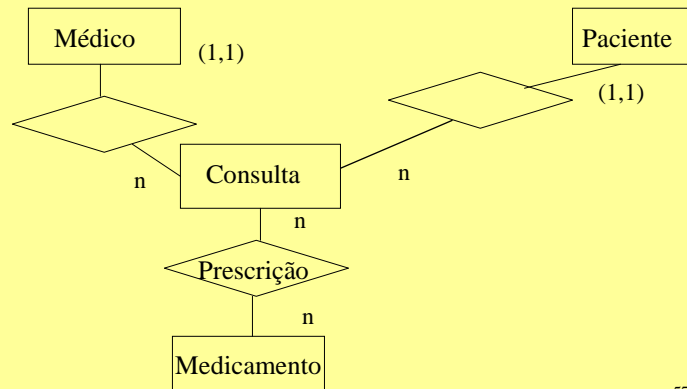 Médico
Paciente
(1,1)
(1,1)
n
Consulta
n
n
Prescrição
n
Medicamento